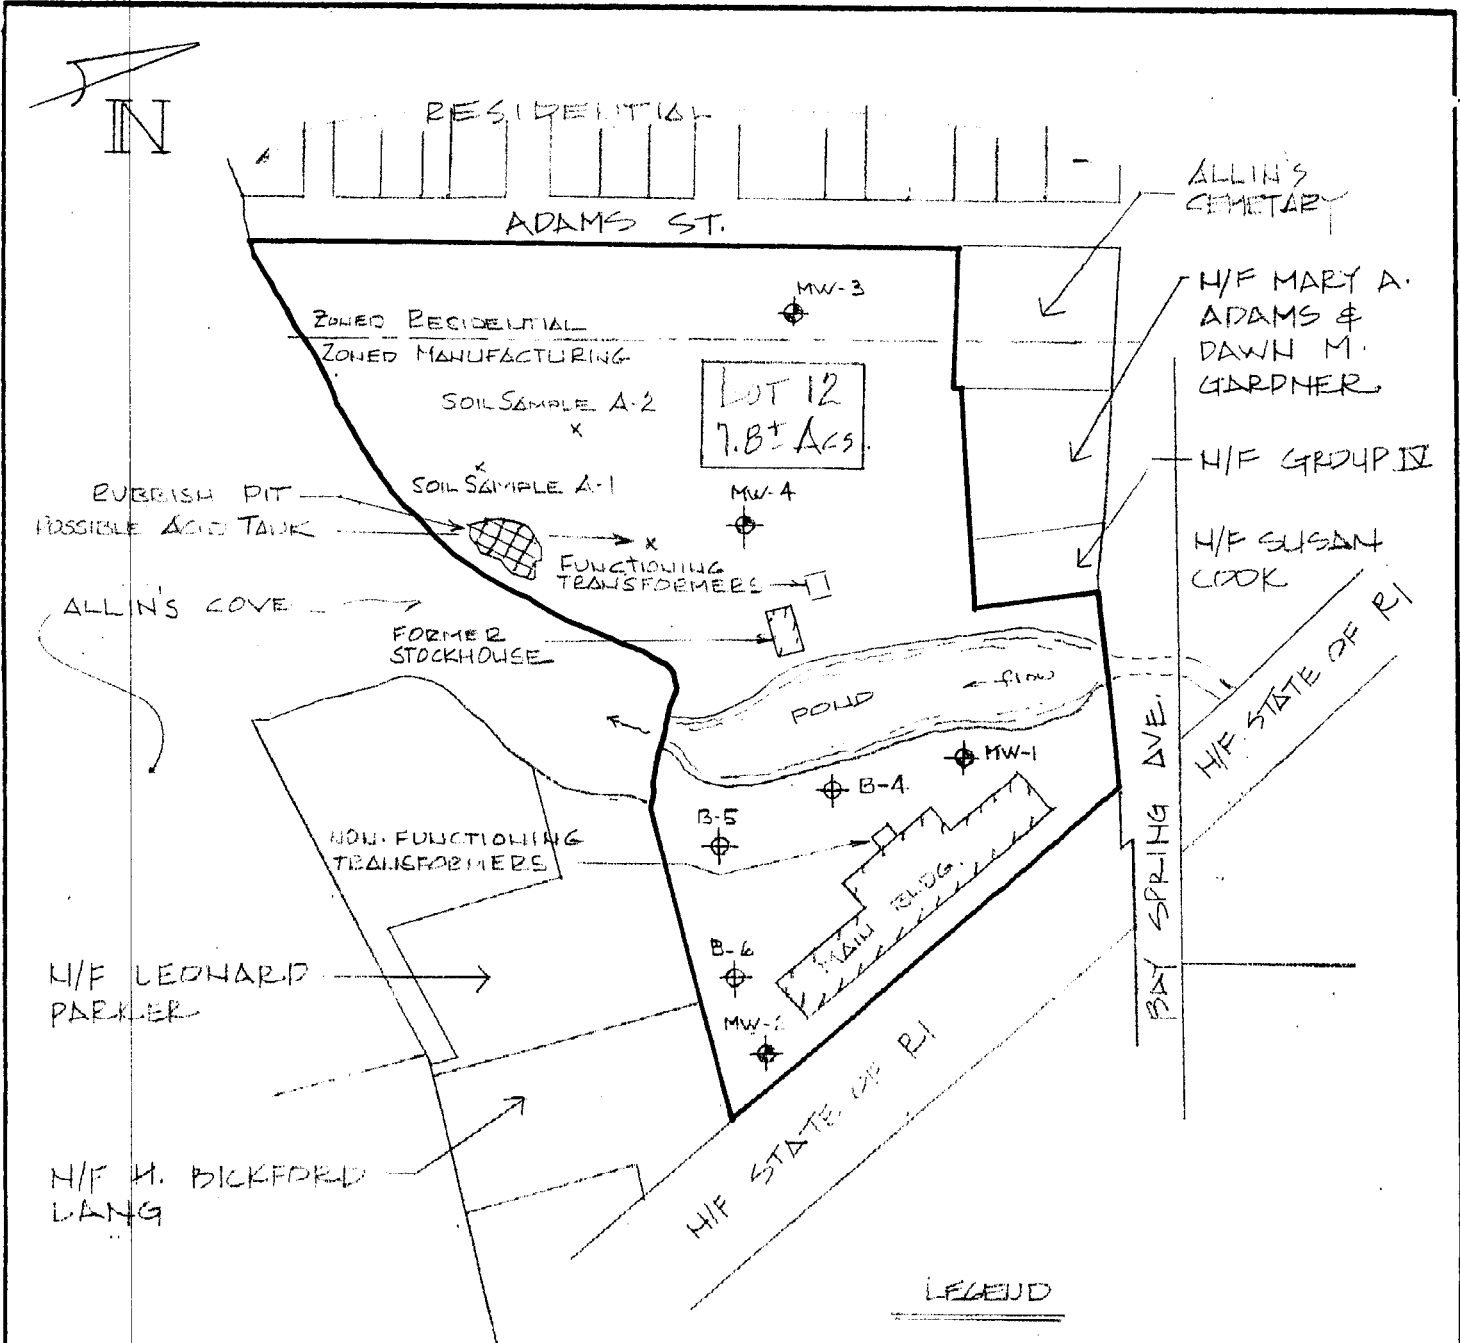 N
RESIDENTIAL
ADAMS ST.
ALLIN'S
CEMETARY
MW-3
N/F MARY A.
ADAMS &
DAWN M.
GARDNER
ZONED RESIDENTIAL
ZONED MANUFACTURING
LOT 12
7.8± Acs.
SOIL SAMPLE A-2
x
x
SOIL SAMPLE A-1
N/F GROUP IV
RUBBISH PIT
POSSIBLE ACID TANK
MW-4
x
N/F SUSAN
COOK
FUNCTIONING
TRANSFORMERS
ALLIN'S COVE
FORMER
STOCKHOUSE
POND
flow
N/F STATE OF RI
BAY SPRING AVE.
MW-1
B-4
B-5
NON-FUNCTIONING
TRANSFORMERS
MAIN BLDG.
B-6
MW-2
N/F LEONARD
PARKER
N/F STATE OF RI
N/F H. BICKFORD
LANG
LEGEND